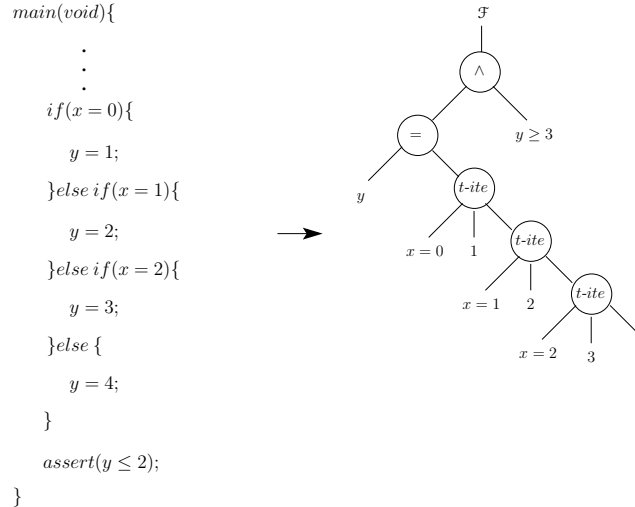 main(void){
.
.
.
if(x = 0){
y = 1;
}else if(x = 1){
y = 2;
}else if(x = 2){
y = 3;
}else {
y = 4;
}
assert(y ≤ 2);
}
ℱ
∧
=
y ≥ 3
y
t-ite
x = 0
1
t-ite
x = 1
2
t-ite
x = 2
3